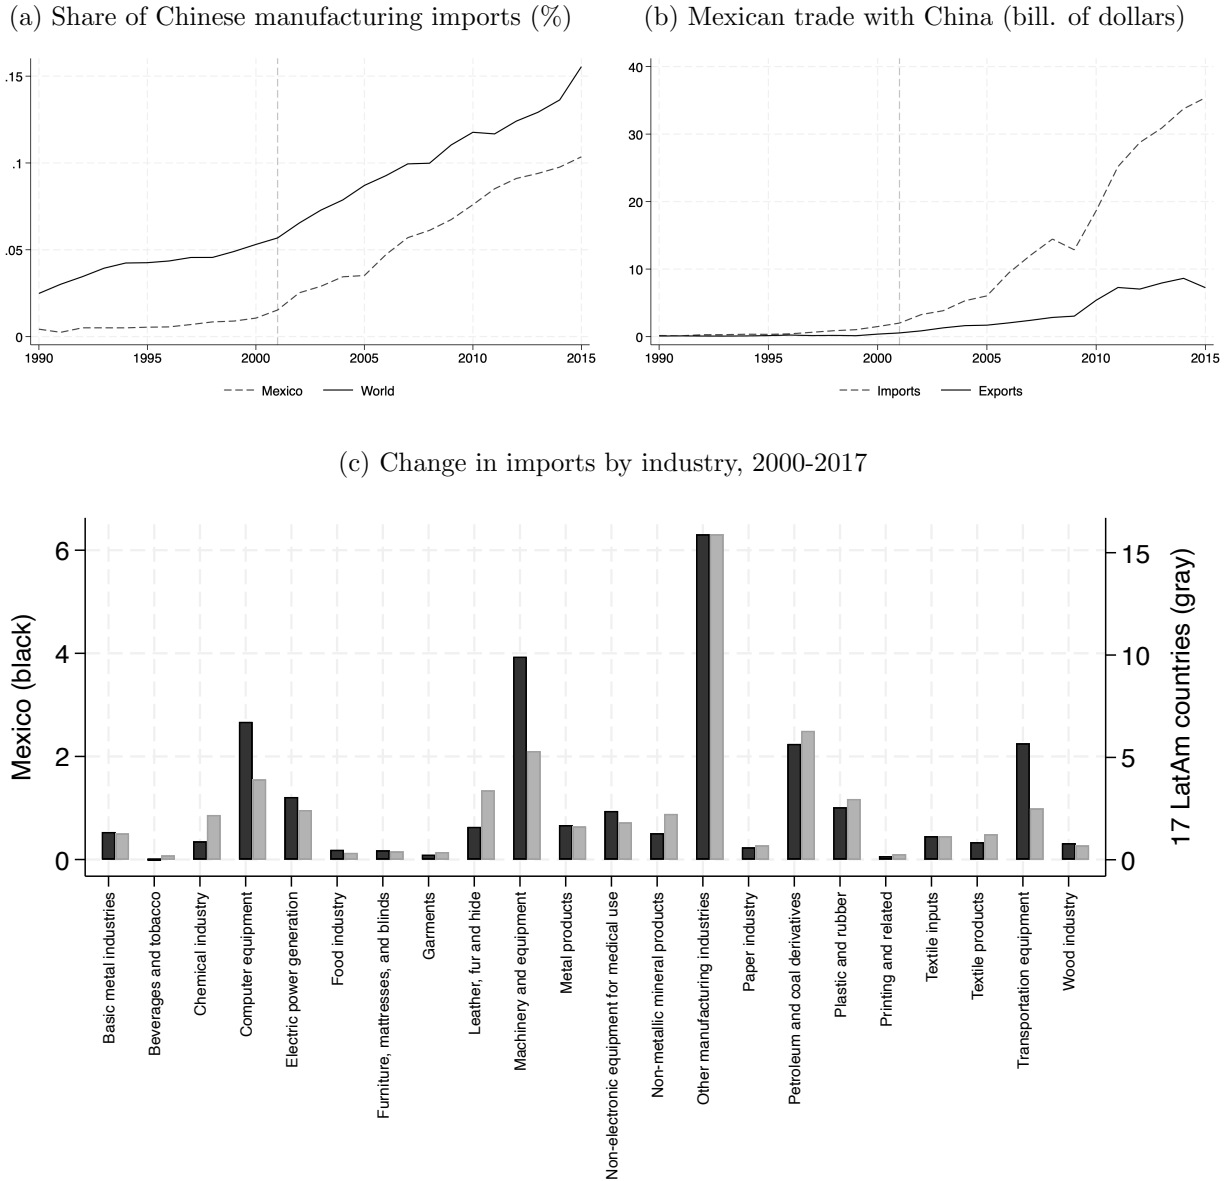 (a) Share of Chinese manufacturing imports (%)
.15
.1
.05
0
1990 1995 2000 2005 2010 2015
Mexico World
(b) Mexican trade with China (bill. of dollars)
40
30
20
10
0
1990 1995 2000 2005 2010 2015
Imports Exports
(c) Change in imports by industry, 2000-2017
Mexico (black)
6
4
2
0
15
10
5
0
17 LatAm countries (gray)
Basic metal industries
Beverages and tobacco
Chemical industry
Computer equipment
Electric power generation
Food industry
Furniture, mattresses, and blinds
Garments
Leather, fur and hide
Machinery and equipment
Metal products
Non-electronic equipment for medical use
Non-metallic mineral products
Other manufacturing industries
Paper industry
Petroleum and coal derivatives
Plastic and rubber
Printing and related
Textile inputs
Textile products
Transportation equipment
Wood industry